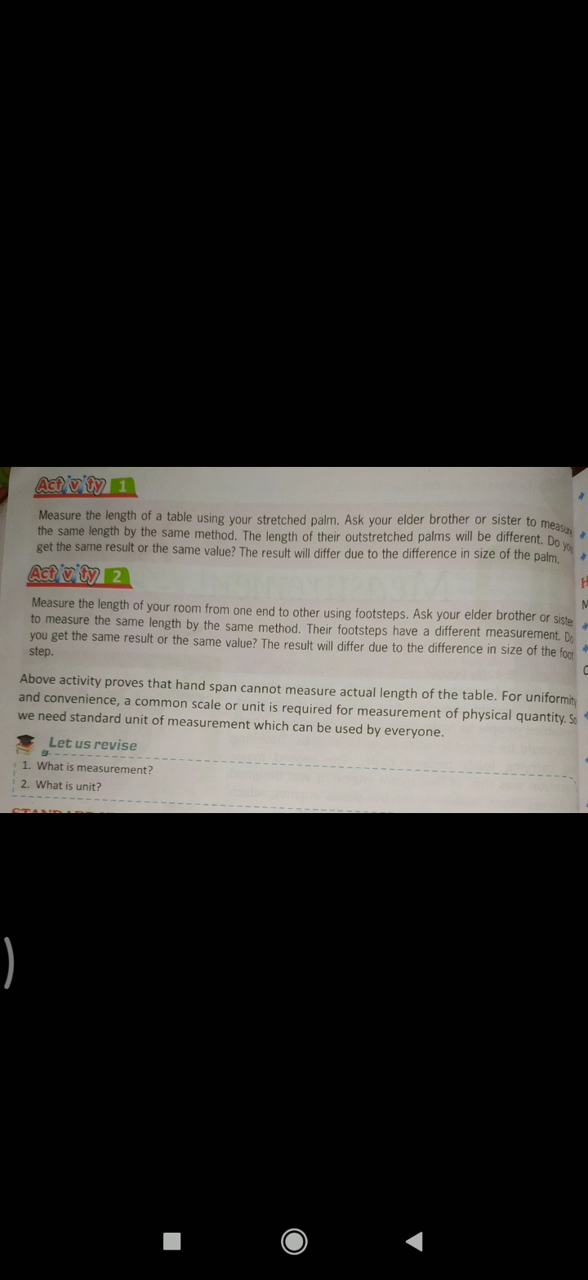 Activity 1
Measure the length of a table using your stretched palm. Ask your elder brother or sister to measure
the same length by the same method. The length of their outstretched palms will be different. Do you
get the same result or the same value? The result will differ due to the difference in size of the palm.
Activity 2
Measure the length of your room from one end to other using footsteps. Ask your elder brother or sister
to measure the same length by the same method. Their footsteps have a different measurement. Do
you get the same result or the same value? The result will differ due to the difference in size of the foot
step.
Above activity proves that hand span cannot measure actual length of the table. For uniformity
and convenience, a common scale or unit is required for measurement of physical quantity. So
we need standard unit of measurement which can be used by everyone.
Let us revise
1. What is measurement?
2. What is unit?